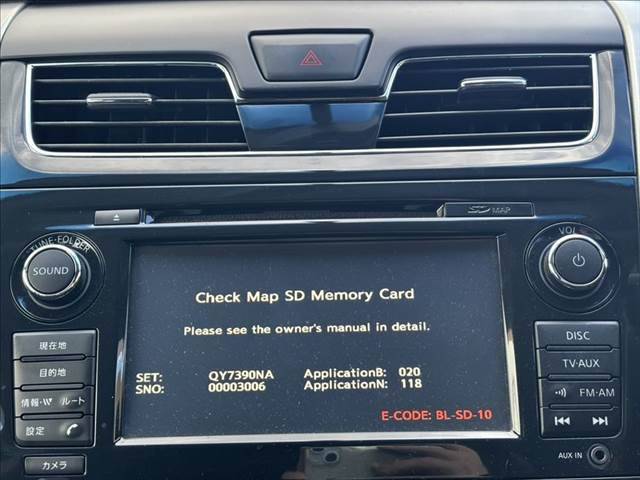 SD MAP
TUNE·FOLDER
SOUND
VOL
Check Map SD Memory Card
Please see the owner's manual in detail.
SET: QY7390NA ApplicationB: 020
SNO: 00003006 ApplicationN: 118
E-CODE: BL-SD-10
現在地
目的地
情報・VV ルート
設定
カメラ
DISC
TV·AUX
FM·AM
AUX IN